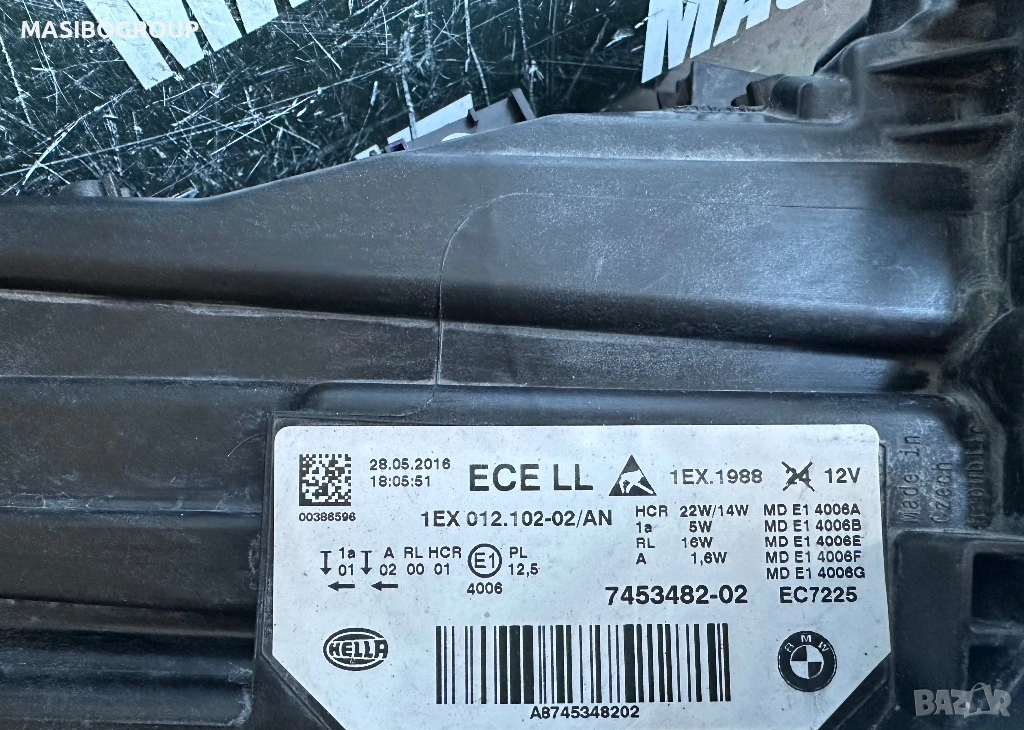 MASIBOGROUP
28.05.2016
18:05:51
00386596
ECE LL
1EX.1988 24 12V
1EX 012.102-02/AN
HCR 22W/14W MD E1 4006A
1a 5W MD E1 4006B
RL 16W MD E1 4006E
A 1,6W MD E1 4006F
MD E1 4006G
1a A RL HCR E1 PL
01 02 00 01 12,5
4006
7453482-02 EC7225
HELLA
BMW
A8745348202
Made in
Czech
Republic
BAZAR